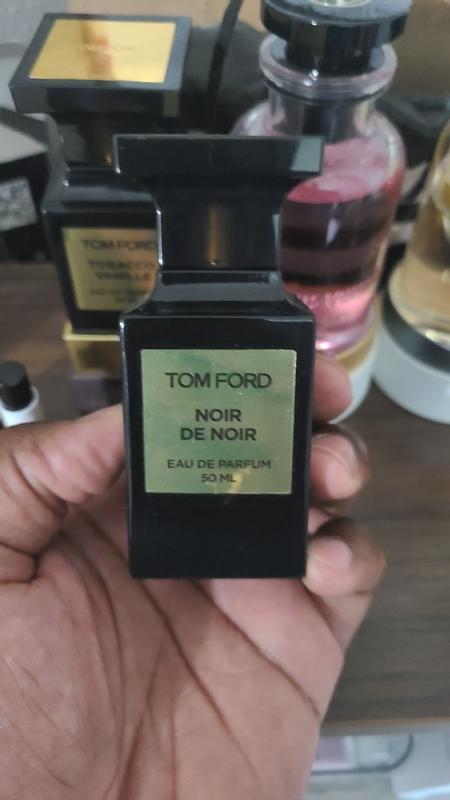 TOM FORD
TOBACCO
VANILLE
TOM FORD
NOIR
DE NOIR
EAU DE PARFUM
50 ML